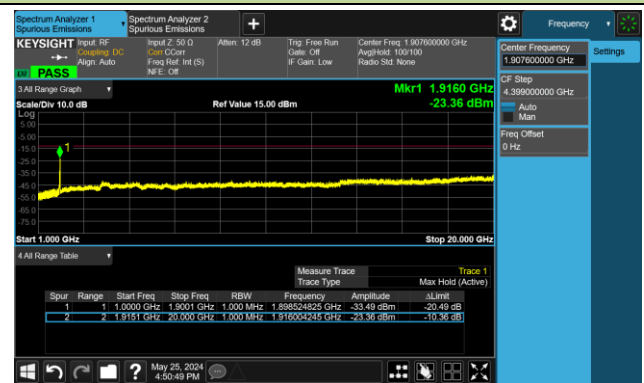 Spectrum Analyzer 1
Spurious Emissions
Spectrum Analyzer 2
Spurious Emissions
+
Frequency
KEYSIGHT
Input: RF
Coupling: DC
Align: Auto
Input Z: 50 Ω
Corr CCorr
Freq Ref: Int (S)
NFE: Off
Atten: 12 dB
Trig: Free Run
Gate: Off
IF Gain: Low
Center Freq: 1.907600000 GHz
Avg|Hold: 100/100
Radio Std: None
PASS
Center Frequency
1.907600000 GHz
Settings
CF Step
4.399000000 GHz
Auto
Man
Freq Offset
0 Hz
3 All Range Graph
Mkr1 1.9160 GHz
Scale/Div 10.0 dB
Ref Value 15.00 dBm
-23.36 dBm
Log
5.00
-5.00
-15.0
1
-25.0
-35.0
-45.0
-55.0
-65.0
-75.0
Start 1.000 GHz
Stop 20.000 GHz
4 All Range Table
Measure Trace Trace 1
Trace Type Max Hold (Active)
Spur Range Start Freq Stop Freq RBW Frequency Amplitude ΔLimit
1 1 1.0000 GHz 1.9001 GHz 1.000 MHz 1.898524825 GHz -33.49 dBm -20.49 dB
2 2 1.9151 GHz 20.000 GHz 1.000 MHz 1.916004245 GHz -23.36 dBm -10.36 dB
?
May 25, 2024
4:50:49 PM